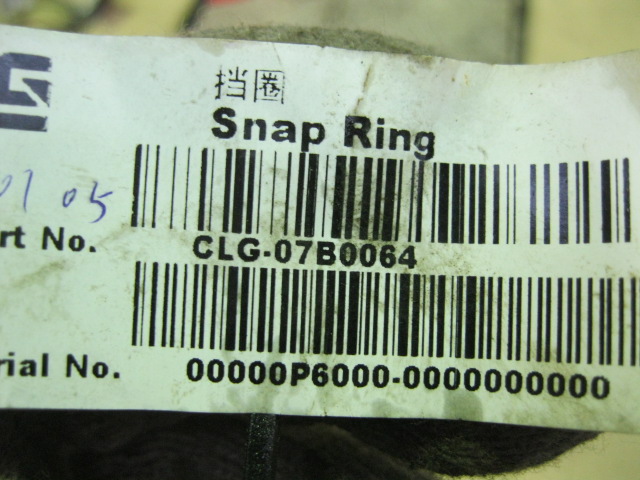 挡圈
Snap Ring
01 05
rt No. CLG-07B0064
rial No. 00000P6000-0000000000